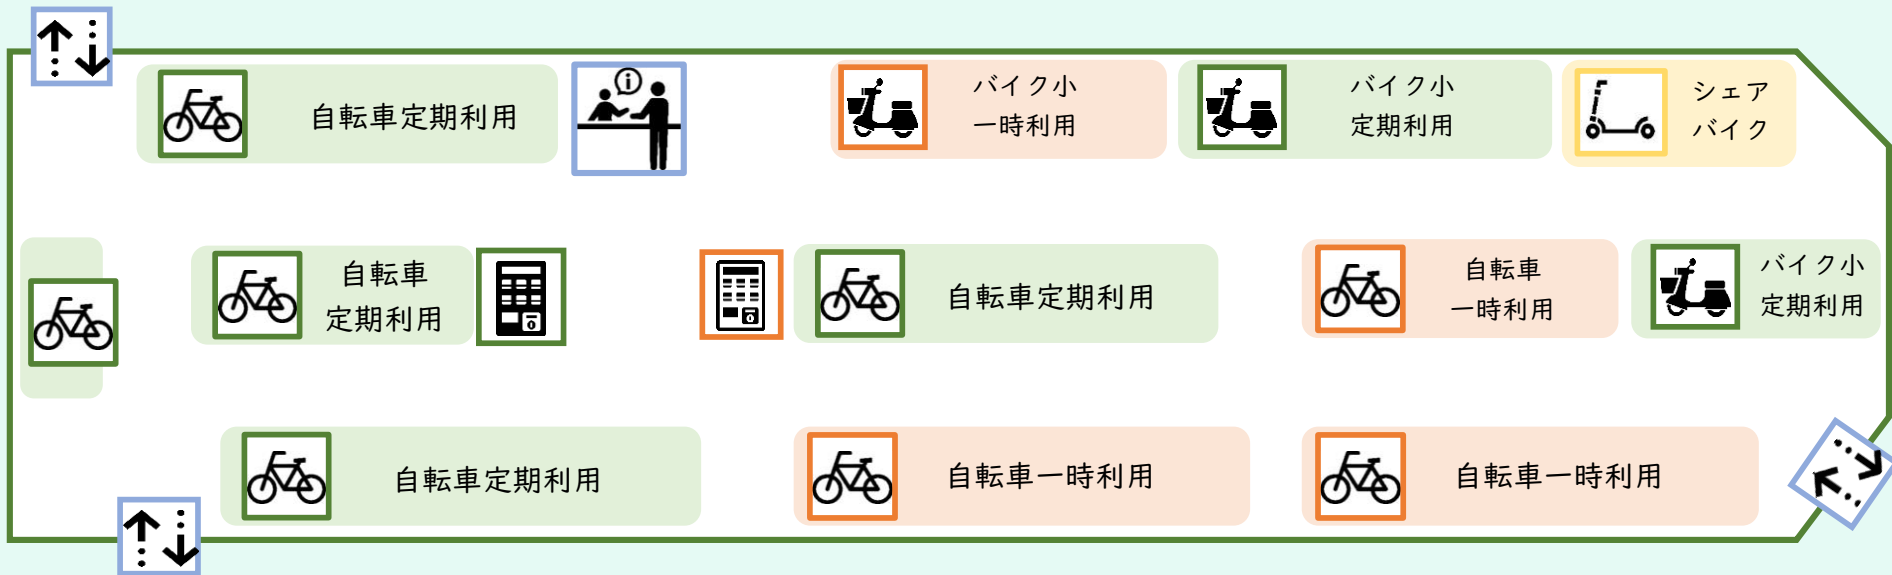 自転車定期利用
バイク小
一時利用
バイク小
定期利用
シェア
バイク
自転車
定期利用
自転車定期利用
自転車
一時利用
バイク小
定期利用
自転車定期利用
自転車一時利用
自転車一時利用